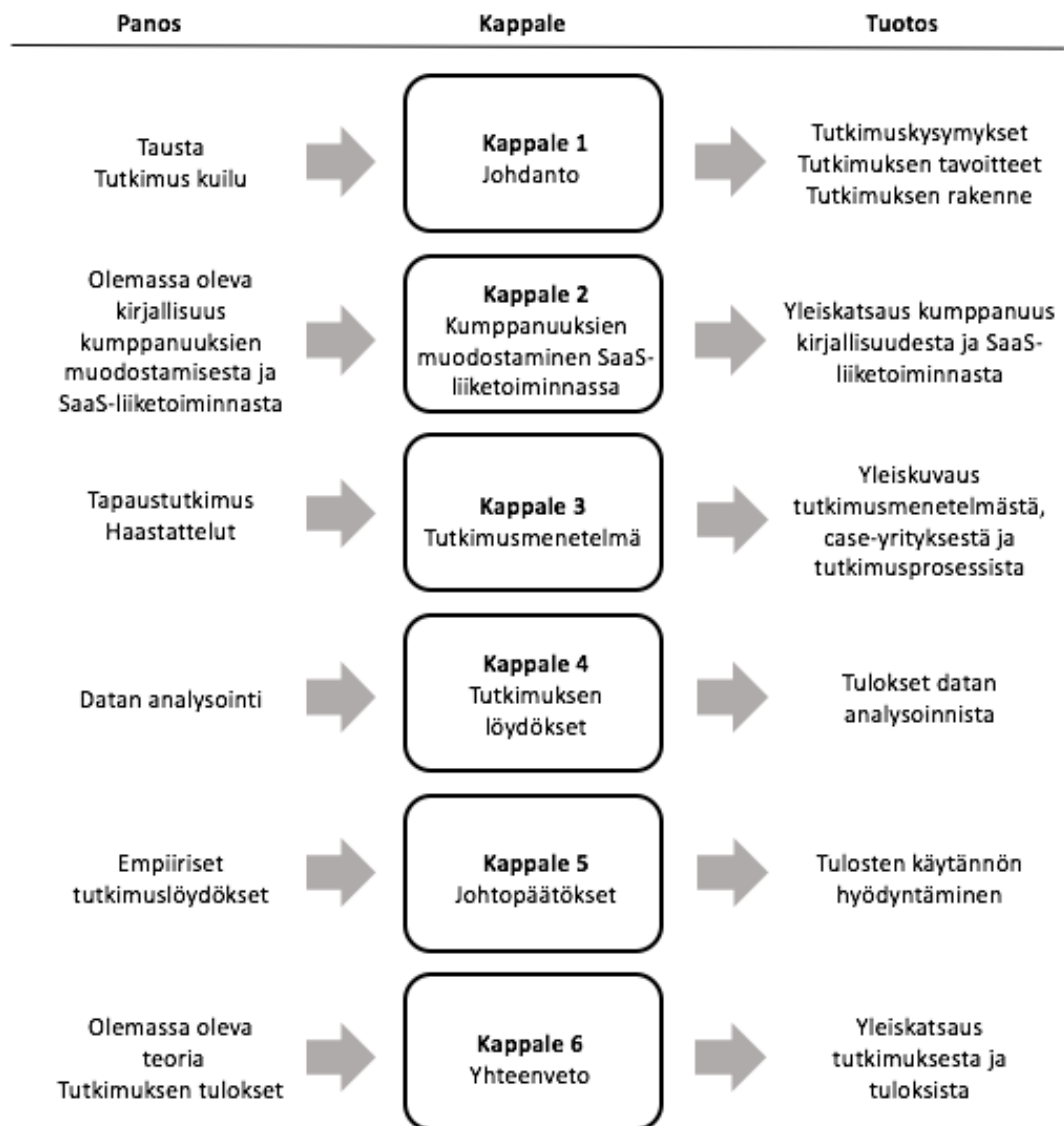 Panos
Kappale
Tuotos
Tausta
Tutkimus kuilu
Kappale 1
Johdanto
Tutkimuskysymykset
Tutkimuksen tavoitteet
Tutkimuksen rakenne
Olemassa oleva
kirjallisuus
kumppanuuksien
muodostamisesta ja
SaaS-liiketoiminnasta
Kappale 2
Kumppanuuksien
muodostaminen SaaS-
liiketoiminnassa
Yleiskatsaus kumppanuus
kirjallisuudesta ja SaaS-
liiketoiminnasta
Tapaustutkimus
Haastattelut
Kappale 3
Tutkimusmenetelmä
Yleiskuvaus
tutkimusmenetelmästä,
case-yrityksestä ja
tutkimusprosessista
Datan analysointi
Kappale 4
Tutkimuksen
löydökset
Tulokset datan
analysoinnista
Empiiriset
tutkimuslöydökset
Kappale 5
Johtopäätökset
Tulosten käytännön
hyödyntäminen
Olemassa oleva
teoria
Tutkimuksen tulokset
Kappale 6
Yhteenveto
Yleiskatsaus
tutkimuksesta ja
tuloksista